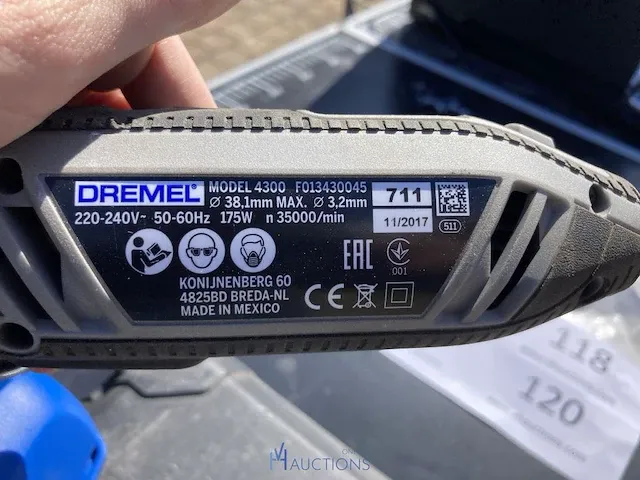 DREMEL® MODEL 4300 F013430045 711
Ø 38,1mm MAX. Ø 3,2mm
220-240V~ 50-60Hz 175W n 35000/min 11/2017
511
EAC
001
KONIJNENBERG 60
4825BD BREDA-NL
MADE IN MEXICO
CE
118
120
AUCTIONS